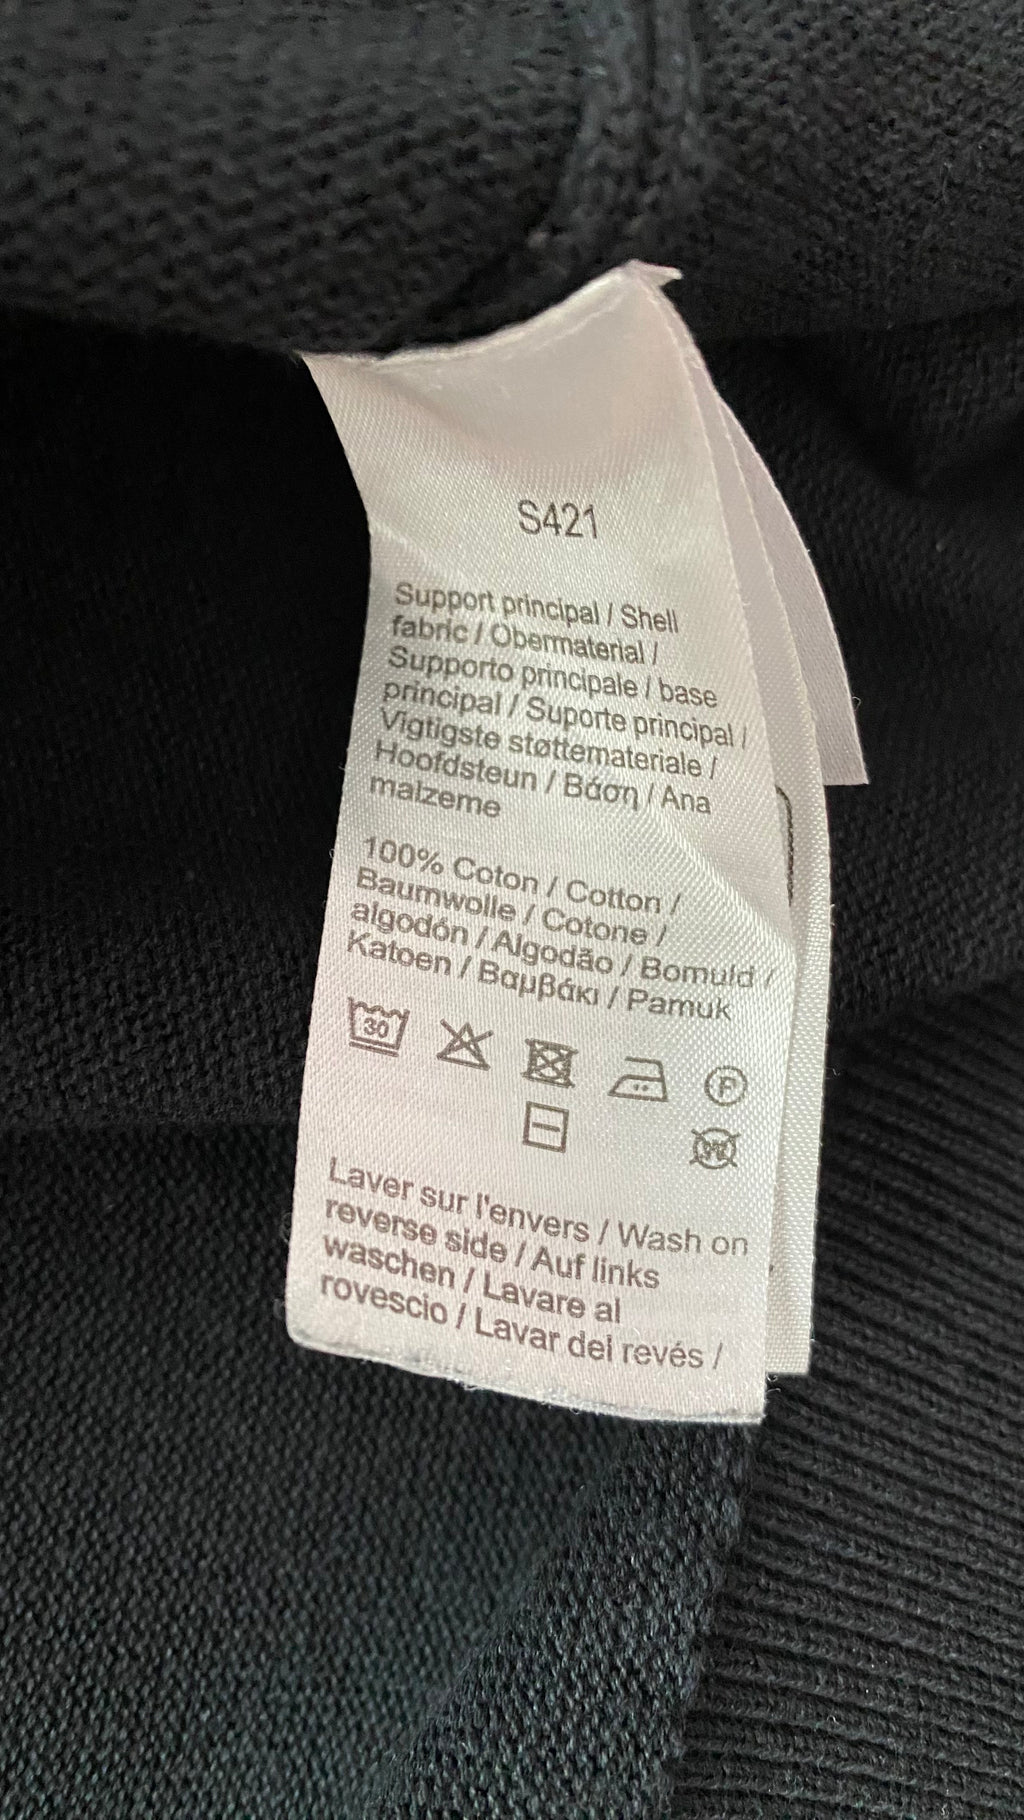 S421
Support principal / Shell
fabric / Obermaterial /
Supporto principale / base
principal / Suporte principal /
Vigtigste støttemateriale /
Hoofdsteun / Βάση / Ana
malzeme
100% Coton / Cotton /
Baumwolle / Cotone /
algodón / Algodão / Bomuld /
Katoen / Βαμβάκι / Pamuk
30
P
W
Laver sur l'envers / Wash on
reverse side / Auf links
waschen / Lavare al
rovescio / Lavar del revés /